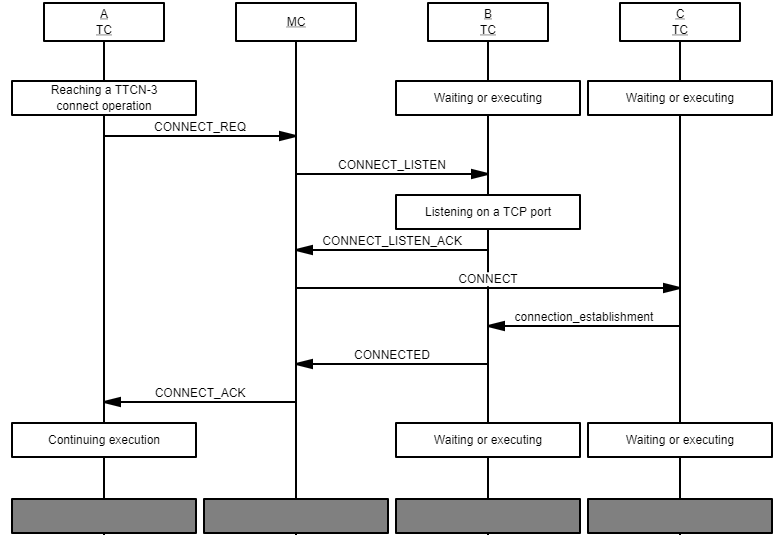 A
TC
MC
B
TC
C
TC
Reaching a TTCN-3
connect operation
Waiting or executing
Waiting or executing
CONNECT_REQ
CONNECT_LISTEN
Listening on a TCP port
CONNECT_LISTEN_ACK
CONNECT
connection_establishment
CONNECTED
CONNECT_ACK
Continuing execution
Waiting or executing
Waiting or executing